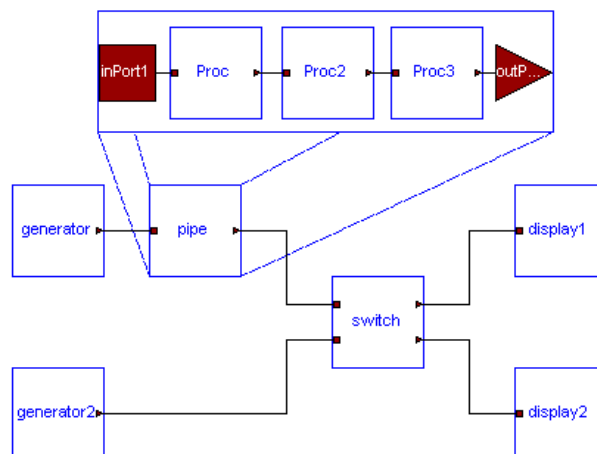 inPort1
Proc
Proc2
Proc3
outP...
generator
pipe
display1
switch
generator2
display2